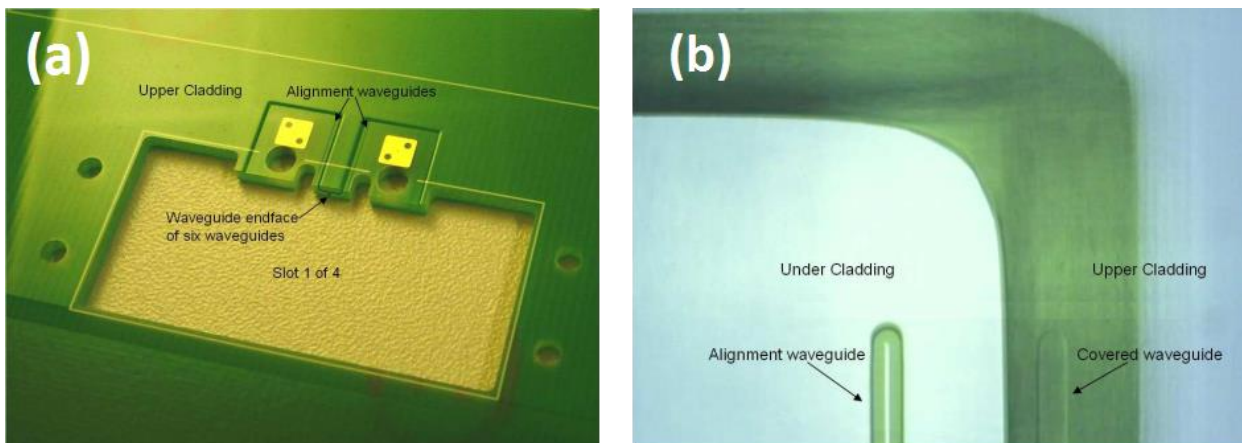 (a)
Upper Cladding
Alignment waveguides
Waveguide endface
of six waveguides
Slot 1 of 4
(b)
Under Cladding
Upper Cladding
Alignment waveguide
Covered waveguide